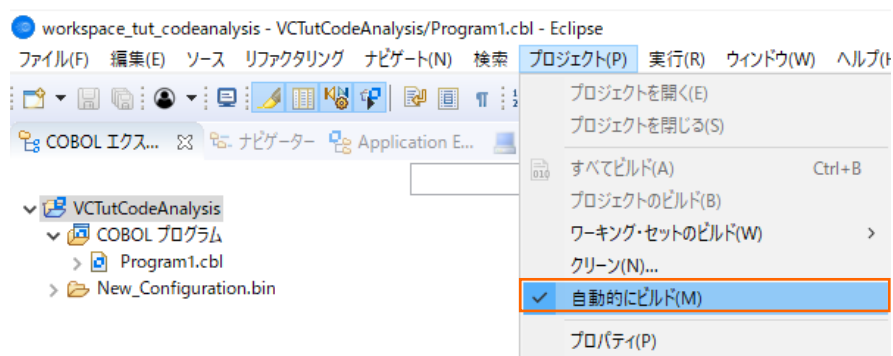 workspace_tut_codeanalysis - VCTutCodeAnalysis/Program1.cbl - Eclipse
ファイル(F) 編集(E) ソース リファクタリング ナビゲート(N) 検索 プロジェクト(P) 実行(R) ウィンドウ(W) ヘルプ(H
COBOL エクス... ナビゲーター Application E...
VCTutCodeAnalysis
COBOL プログラム
Program1.cbl
New_Configuration.bin
プロジェクトを開く(E)
プロジェクトを閉じる(S)
すべてビルド(A) Ctrl+B
プロジェクトのビルド(B)
ワーキング・セットのビルド(W)
クリーン(N)...
自動的にビルド(M)
プロパティ(P)